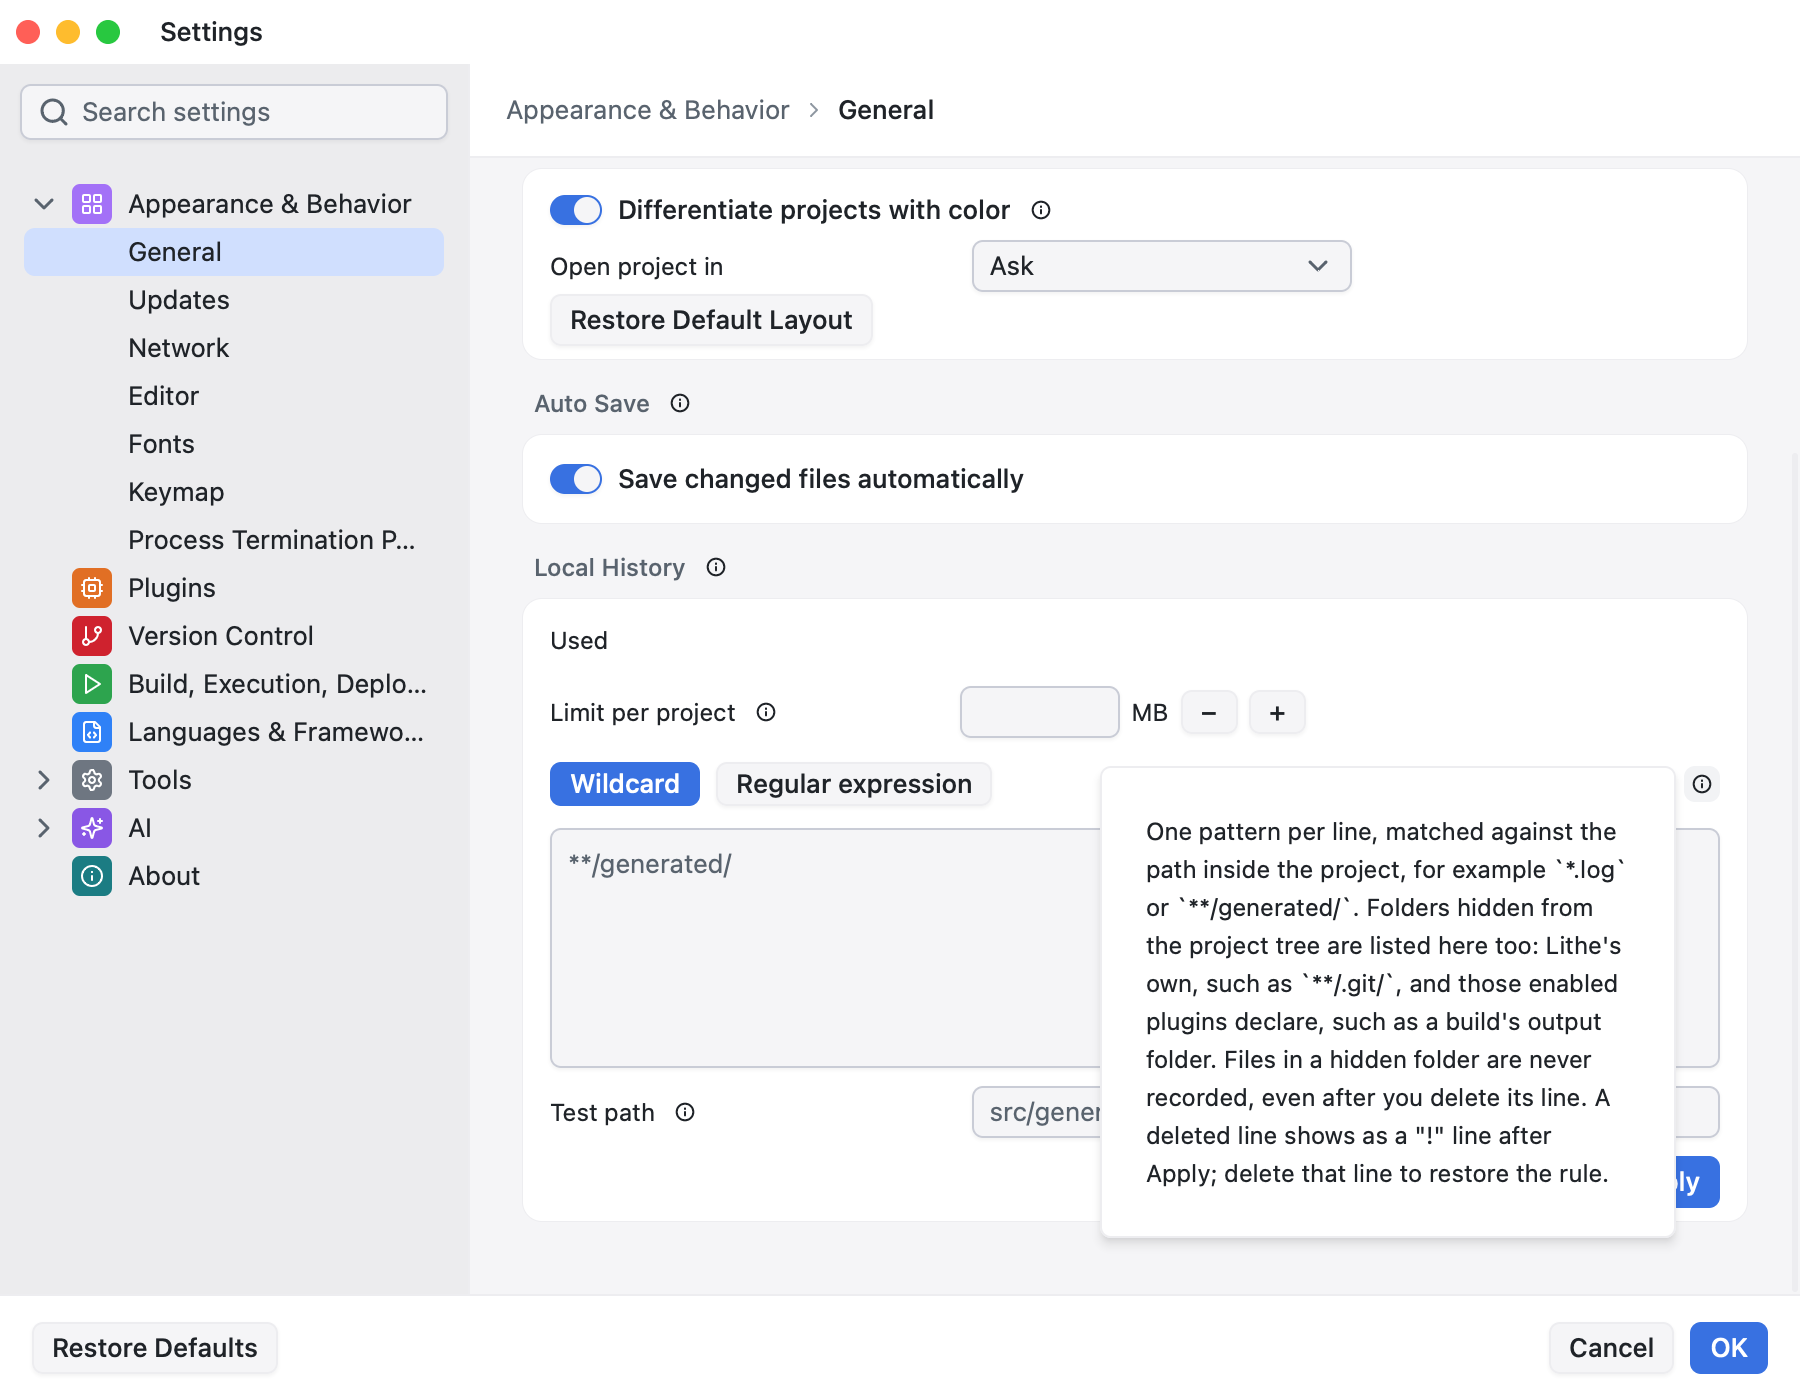 Settings
Search settings
Appearance & Behavior
General
Updates
Network
Editor
Fonts
Keymap
Process Termination P...
Plugins
Version Control
Build, Execution, Deplo...
Languages & Framewo...
Tools
AI
About
Appearance & Behavior > General
Differentiate projects with color
Open project in
Ask
Restore Default Layout
Auto Save
Save changed files automatically
Local History
Used
Limit per project
MB
Wildcard
Regular expression
**/generated/
Test path
src/gener
One pattern per line, matched against the
path inside the project, for example `*.log`
or `**/generated/`. Folders hidden from
the project tree are listed here too: Lithe's
own, such as `**/.git/`, and those enabled
plugins declare, such as a build's output
folder. Files in a hidden folder are never
recorded, even after you delete its line. A
deleted line shows as a "!" line after
Apply; delete that line to restore the rule.
ly
Restore Defaults
Cancel
OK